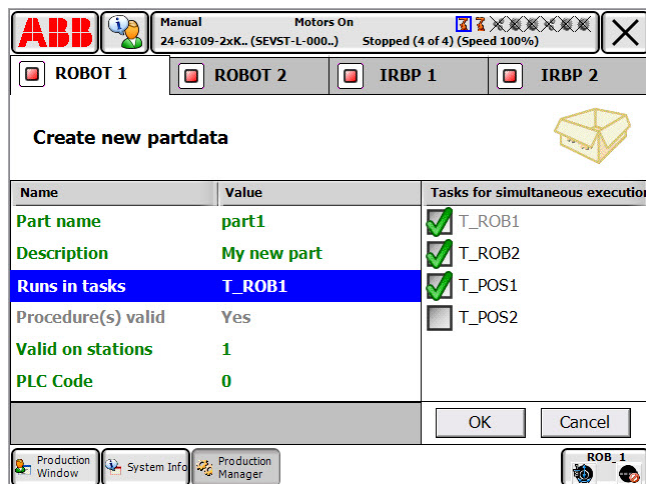 ABB
Manual Motors On
24-63109-2xK.. (SEVST-L-000..) Stopped (4 of 4) (Speed 100%)
ROBOT 1 ROBOT 2 IRBP 1 IRBP 2
Create new partdata
Name Value Tasks for simultaneous execution
Part name part1 T_ROB1
Description My new part T_ROB2
Runs in tasks T_ROB1 T_POS1
Procedure(s) valid Yes T_POS2
Valid on stations 1
PLC Code 0
OK Cancel
Production Window System Info Production Manager ROB_1